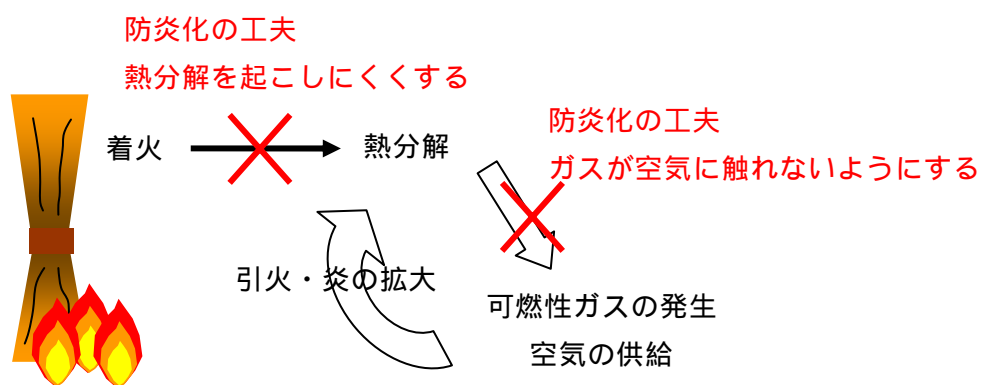 防炎化の工夫
熱分解を起こしにくくする
着火
熱分解
防炎化の工夫
ガスが空気に触れないようにする
引火・炎の拡大
可燃性ガスの発生
空気の供給